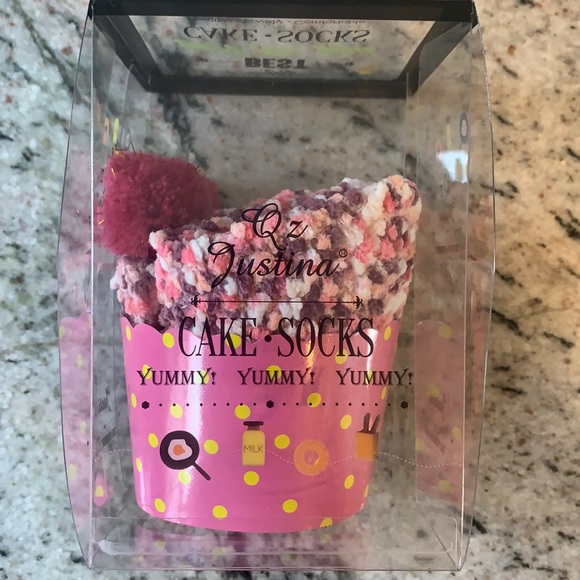 CAKE • SOCKS
BEST
Qz
Justina®
CAKE • SOCKS
YUMMY! YUMMY! YUMMY!
MILK